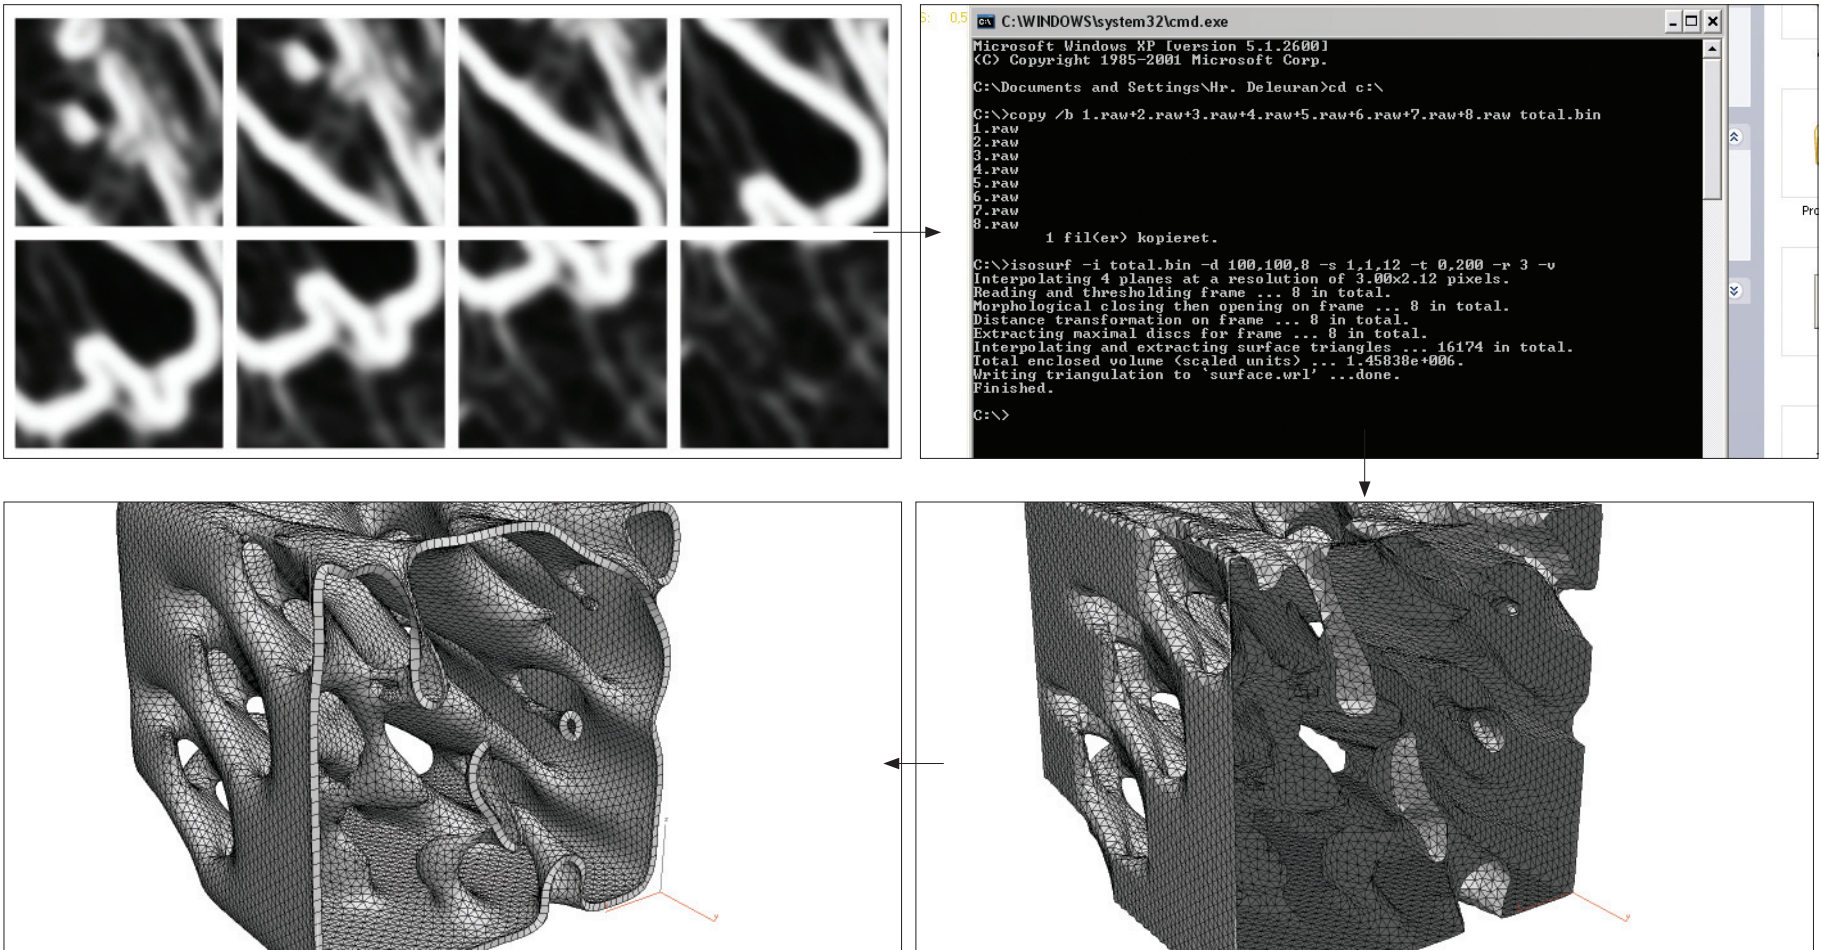 S: 0,5
C:\WINDOWS\system32\cmd.exe
Microsoft Windows XP [version 5.1.2600]
(C) Copyright 1985-2001 Microsoft Corp.
C:\Documents and Settings\Hr. Deleuran>cd c:\
C:\>copy /b 1.raw+2.raw+3.raw+4.raw+5.raw+6.raw+7.raw+8.raw total.bin
1.raw
2.raw
3.raw
4.raw
5.raw
6.raw
7.raw
8.raw
1 fil(er) kopieret.
C:\>isosurf -i total.bin -d 100,100,8 -s 1,1,12 -t 0,200 -r 3 -v
Interpolating 4 planes at a resolution of 3.00x2.12 pixels.
Reading and thresholding frame ... 8 in total.
Morphological closing then opening on frame ... 8 in total.
Distance transformation on frame ... 8 in total.
Extracting maximal discs for frame ... 8 in total.
Interpolating and extracting surface triangles ... 16174 in total.
Total enclosed volume (scaled units) ... 1.45838e+006.
Writing triangulation to `surface.wrl' ...done.
Finished.
C:\>
Pro
z
y
y